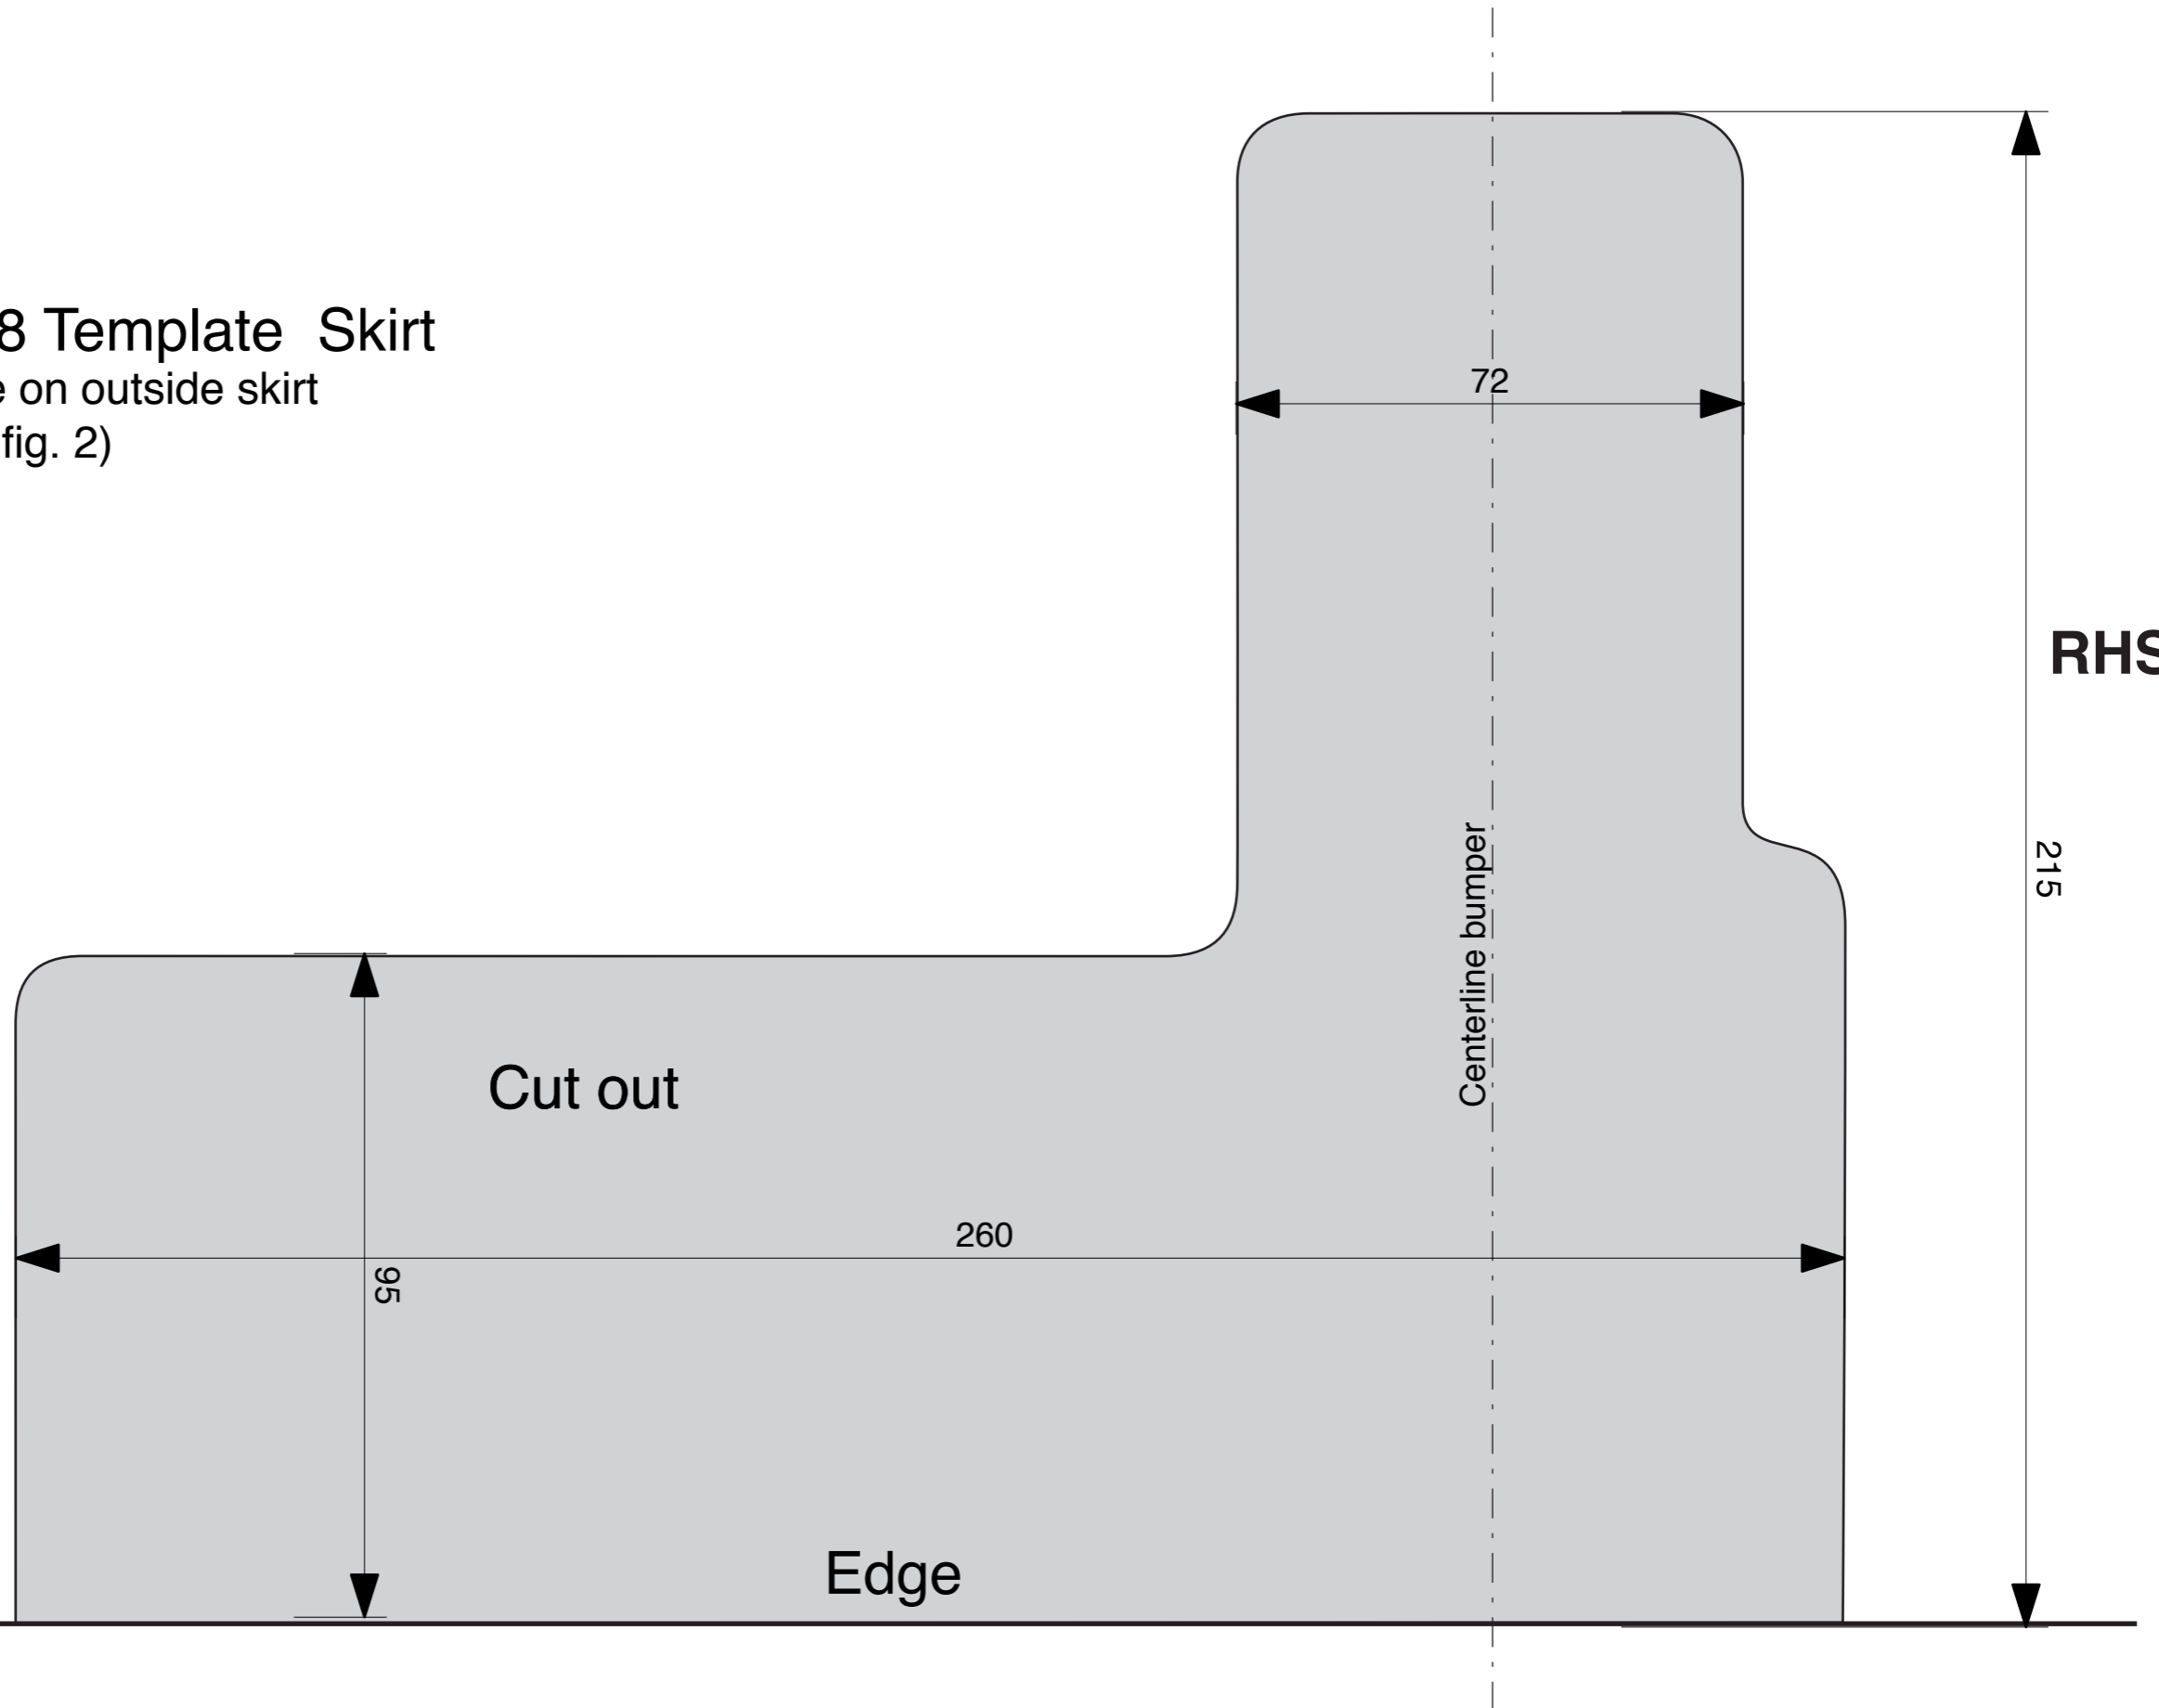 8 Template Skirt
e on outside skirt
fig. 2)
72
RHS
215
Centerline bumper
Cut out
260
95
Edge